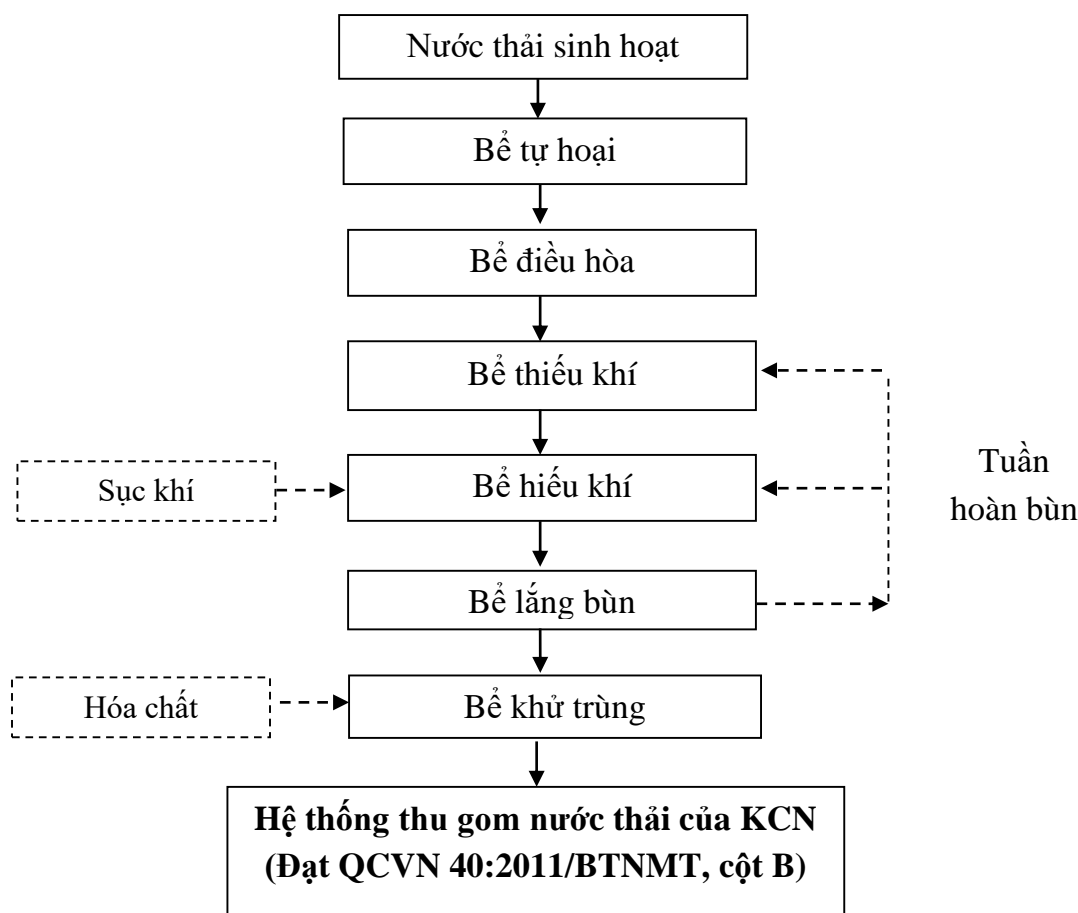 Nước thải sinh hoạt
Bể tự hoại
Bể điều hòa
Bể thiếu khí
Sục khí
Bể hiếu khí
Tuần
hoàn bùn
Bể lắng bùn
Hóa chất
Bể khử trùng
Hệ thống thu gom nước thải của KCN
(Đạt QCVN 40:2011/BTNMT, cột B)